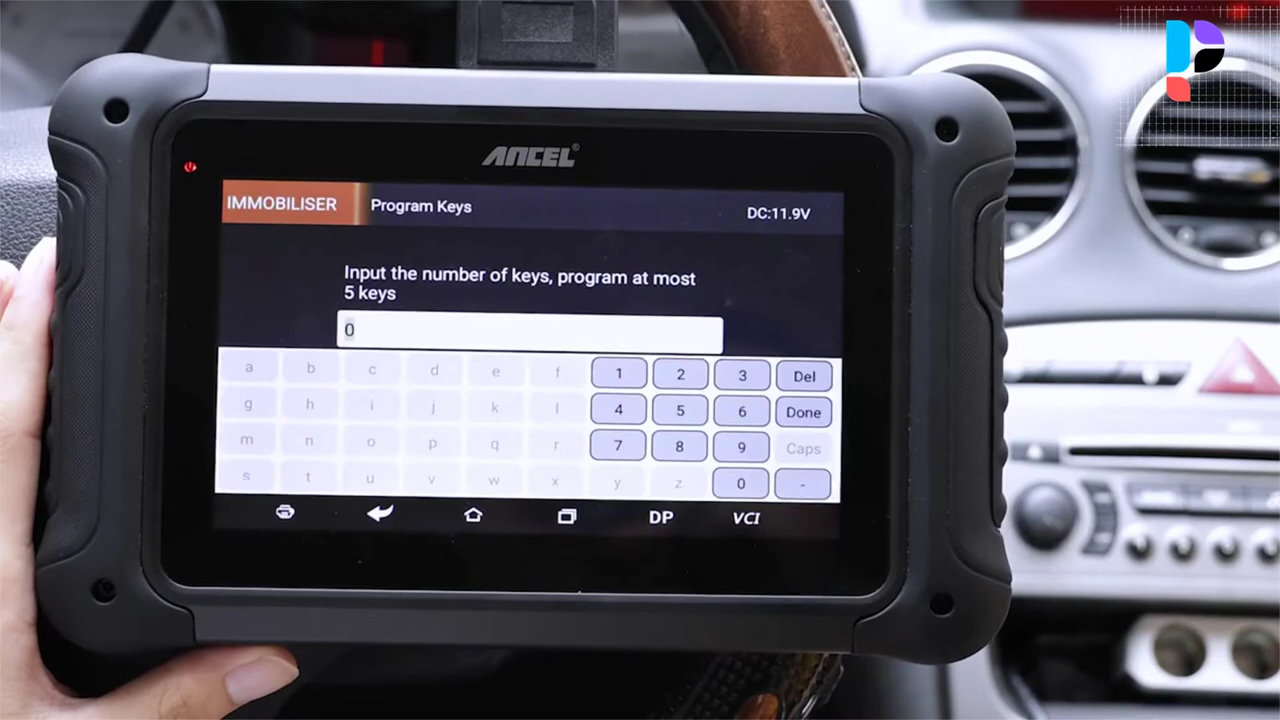 ANCEL®
IMMOBILISER Program Keys DC:11.9V
Input the number of keys, program at most
5 keys
0
a b c d e f 1 2 3 Del
g h i j k l 4 5 6 Done
m n o p q r 7 8 9 Caps
s t u v w x y z 0 -
DP VCI